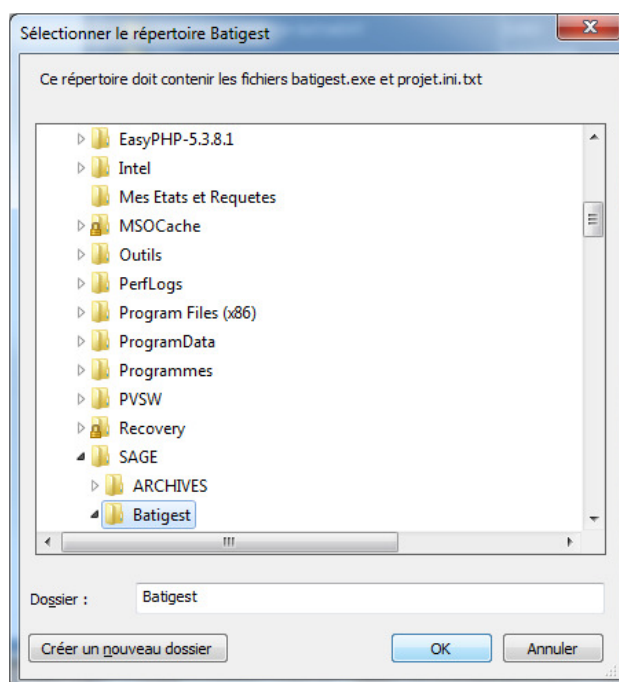 Sélectionner le répertoire Batigest
Ce répertoire doit contenir les fichiers batigest.exe et projet.ini.txt
EasyPHP-5.3.8.1
Intel
Mes Etats et Requetes
MSOCache
Outils
PerfLogs
Program Files (x86)
ProgramData
Programmes
PVSW
Recovery
SAGE
ARCHIVES
Batigest
Dossier : Batigest
Créer un nouveau dossier OK Annuler